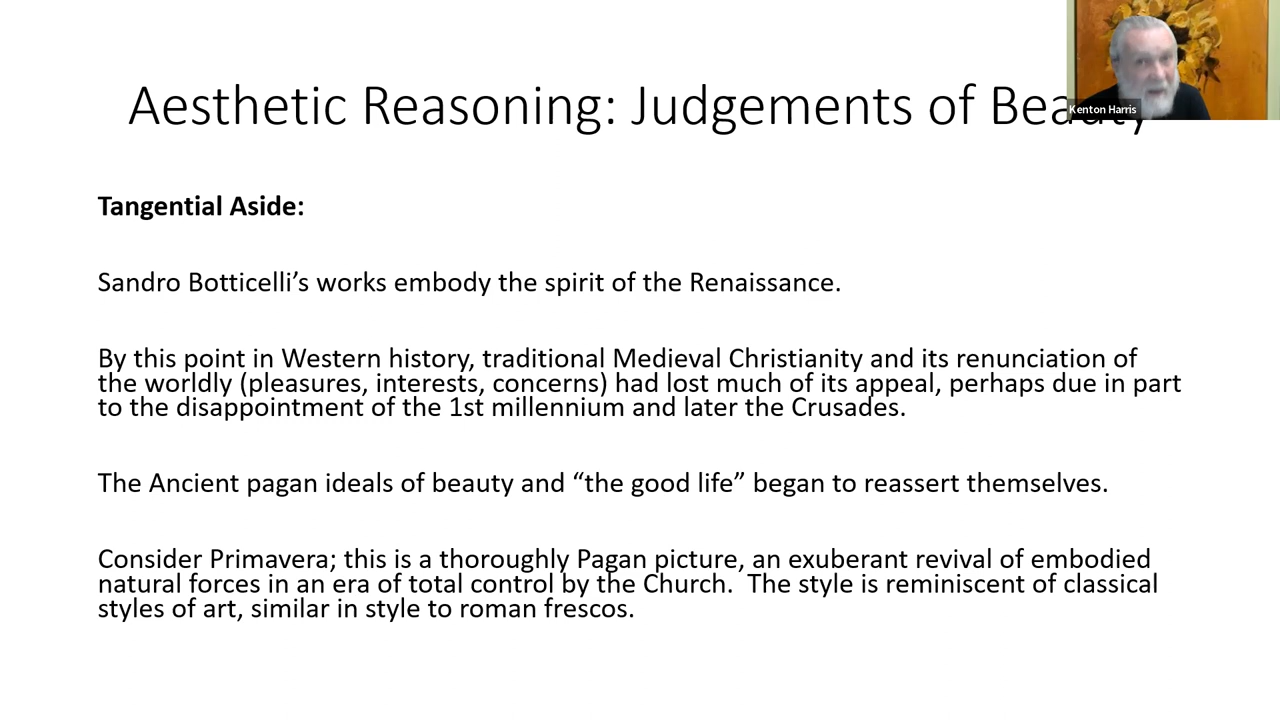 Aesthetic Reasoning: Judgements of Beauty
Kenton Harris
Tangential Aside:
Sandro Botticelli’s works embody the spirit of the Renaissance.
By this point in Western history, traditional Medieval Christianity and its renunciation of
the worldly (pleasures, interests, concerns) had lost much of its appeal, perhaps due in part
to the disappointment of the 1st millennium and later the Crusades.
The Ancient pagan ideals of beauty and “the good life” began to reassert themselves.
Consider Primavera; this is a thoroughly Pagan picture, an exuberant revival of embodied
natural forces in an era of total control by the Church.  The style is reminiscent of classical
styles of art, similar in style to roman frescos.